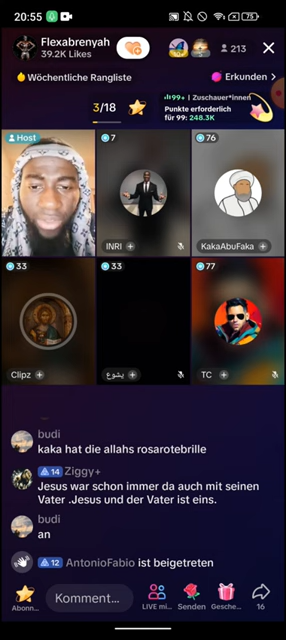 20:55
75
Flexabrenyah
39.2K Likes
213
Wöchentliche Rangliste
Erkunden
3/18
99+ | Zuschauer*innen
Punkte erforderlich
für 99: 248.3K
Host
7
76
INRI
KakaAbuFaka
33
33
77
Clipz
يشوع
TC
budi
kaka hat die allahs rosarotebrille
14 Ziggy+
Jesus war schon immer da auch mit seinen
Vater .Jesus und der Vater ist eins.
budi
an
12 AntonioFabio ist beigetreten
Komment...
Abonn...
LIVE mi...
Senden
Gesche...
16